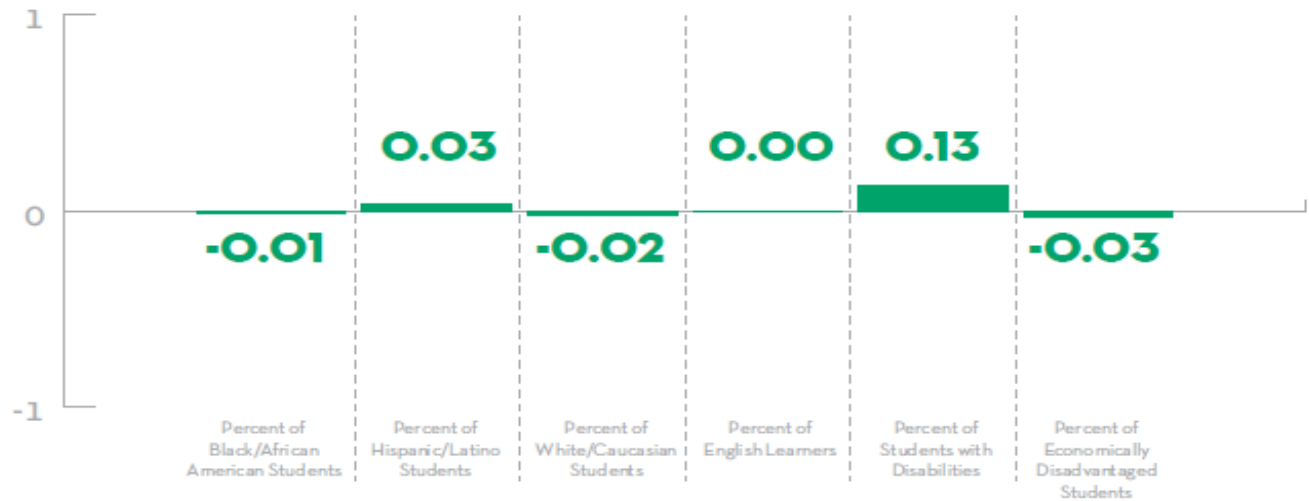 1
0.03
0.00
0.13
0
-0.01
-0.02
-0.03
-1
Percent of
Black/African
American Students
Percent of
Hispanic/Latino
Students
Percent of
White/Caucasian
Students
Percent of
English Learners
Percent of
Students with
Disabilities
Percent of
Economically
Disadvantaged
Students